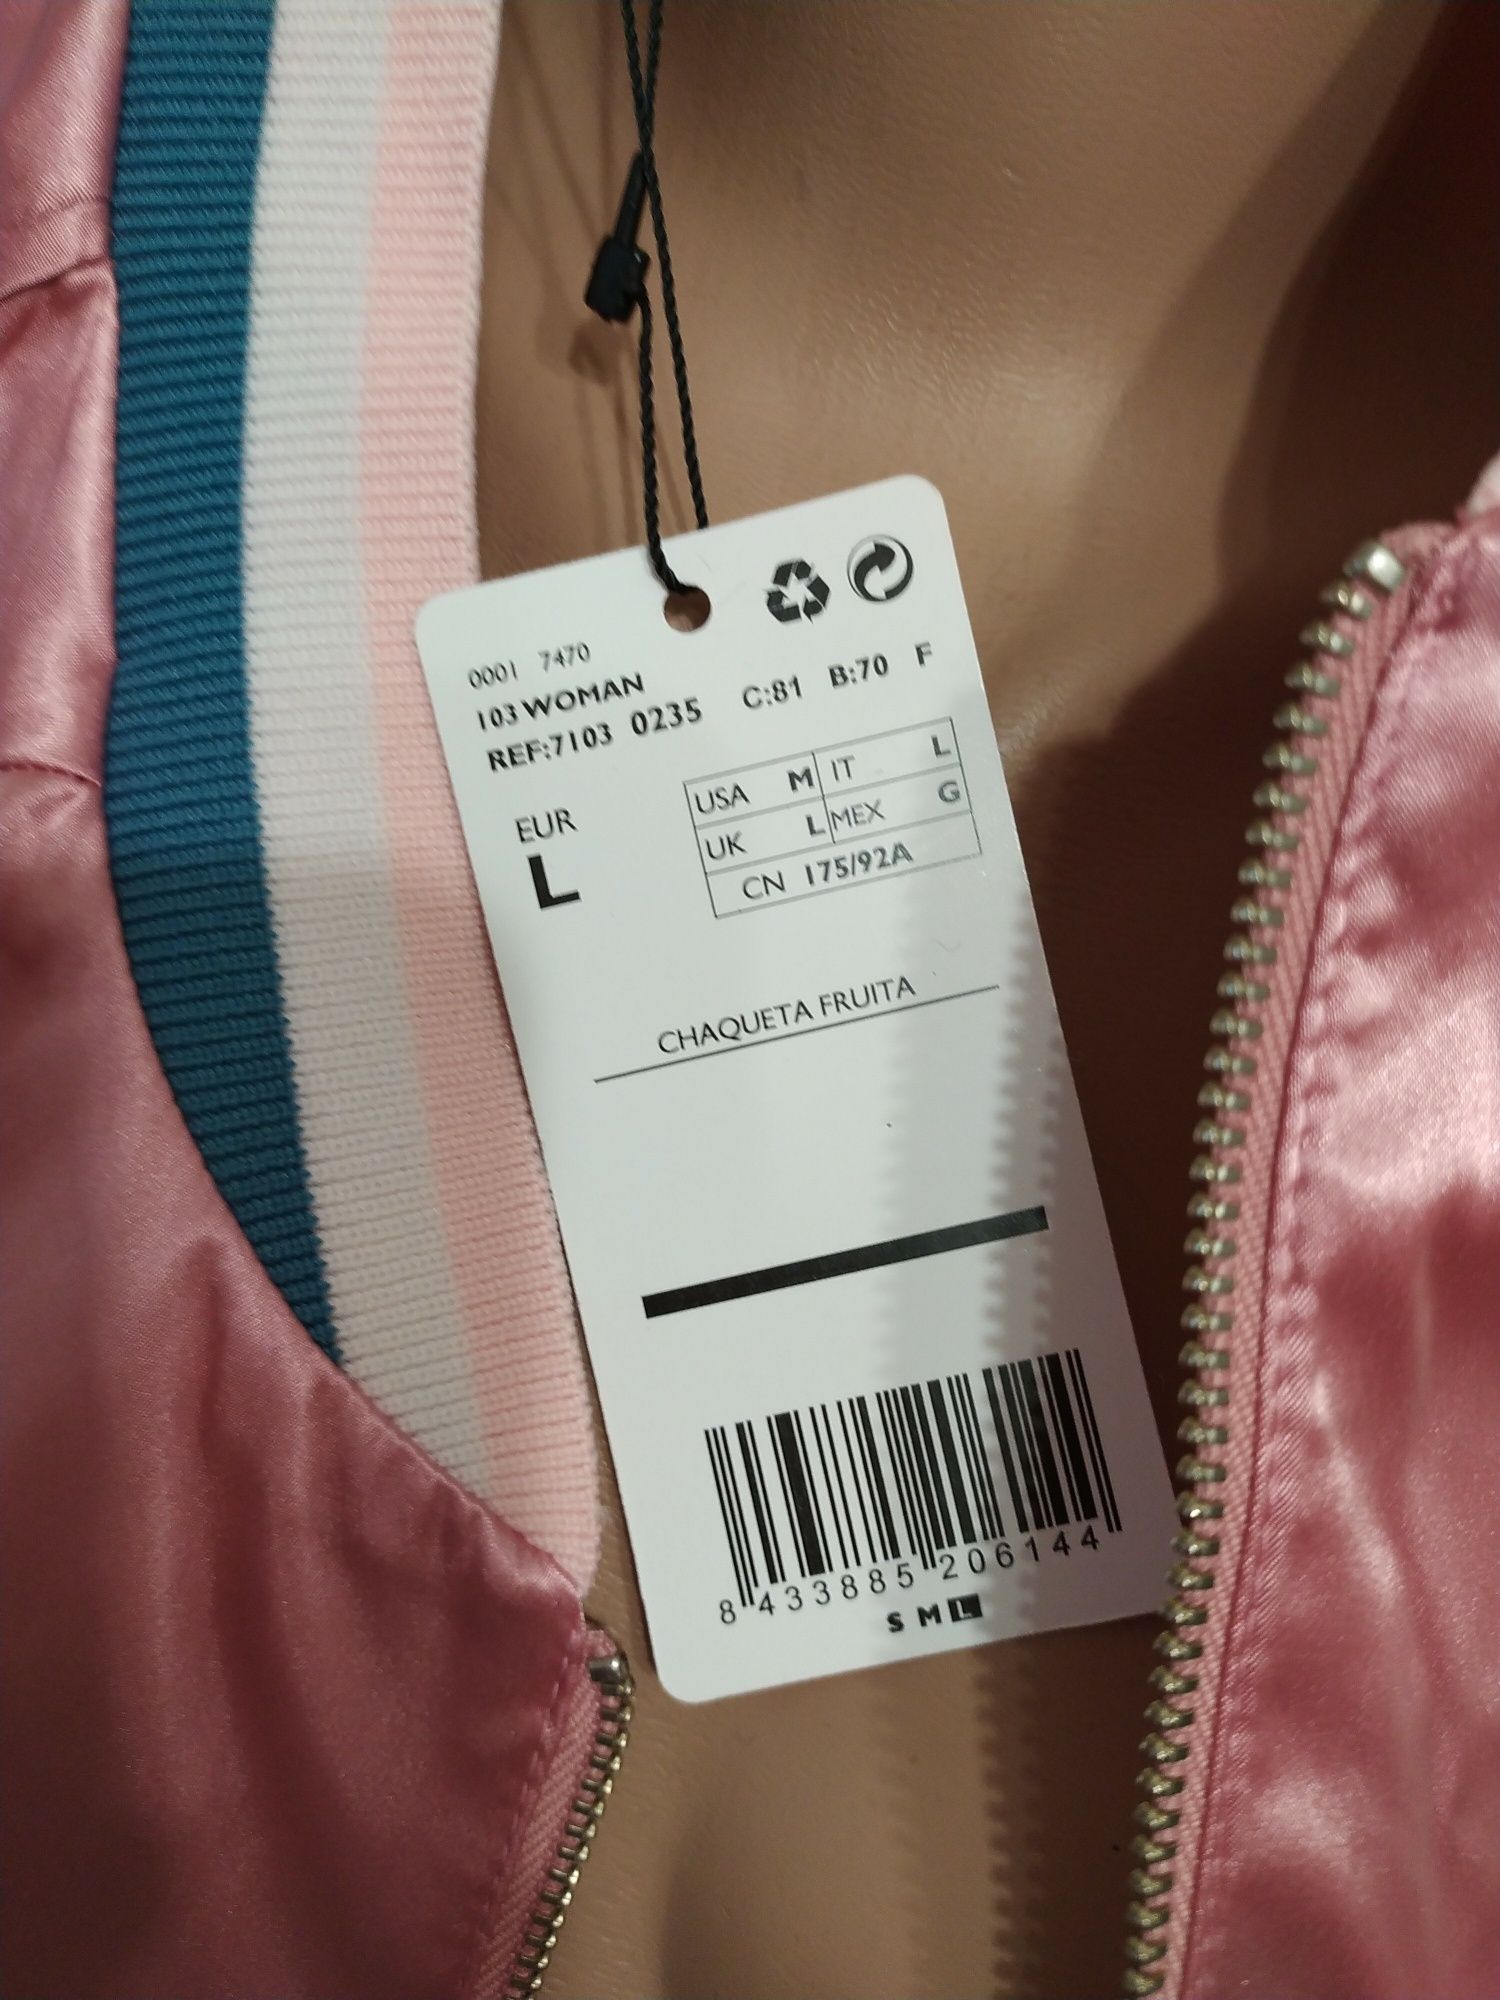 0001 7470
103 WOMAN
REF:7103 0235 C:81 B:70 F
EUR
L
USA M IT L
UK L MEX G
CN 175/92A
CHAQUETA FRUITA
8 433885 206144
S M L